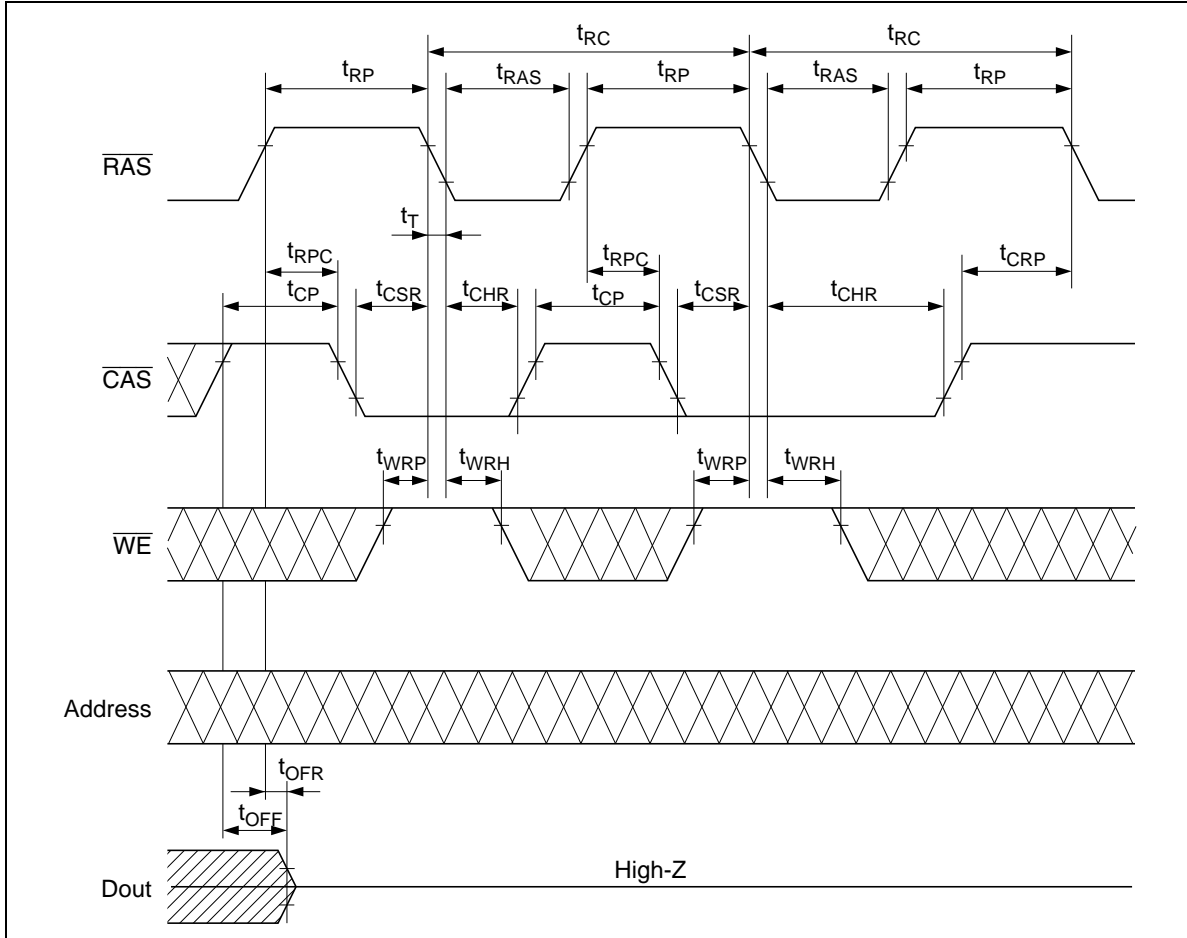 tRC tRC
tRP tRAS tRP tRAS tRP
RAS
tT
tRPC tRPC tCRP
tCP tCSR tCHR tCP tCSR tCHR
CAS
tWRP tWRH tWRP tWRH
WE
Address
tOFR
tOFF
High-Z
Dout